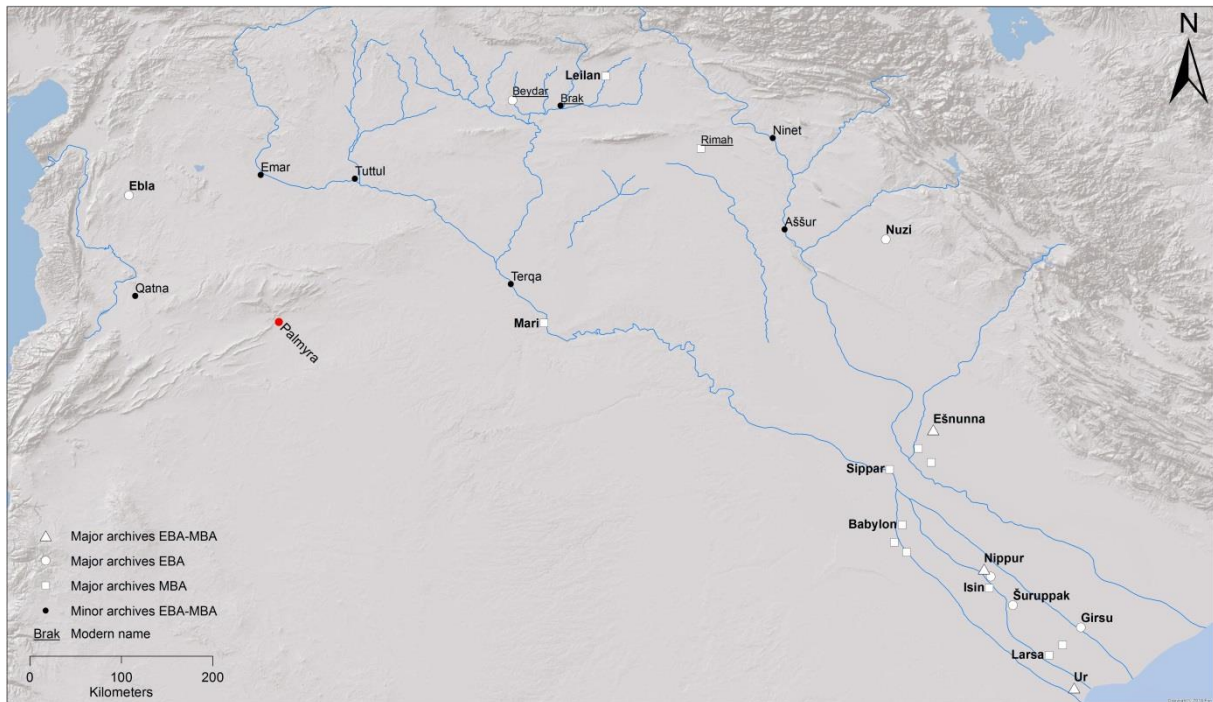 N
Leilan
Beydar
Brak
Ninet
Rimah
Emar
Tuttul
Ebla
Aššur
Nuzi
Terqa
Qatna
Mari
Palmyra
Ešnunna
Sippar
Babylon
Nippur
Isin
Šuruppak
Girsu
Larsa
Ur
Major archives EBA-MBA
Major archives EBA
Major archives MBA
Minor archives EBA-MBA
Brak Modern name
0 100 200
Kilometers